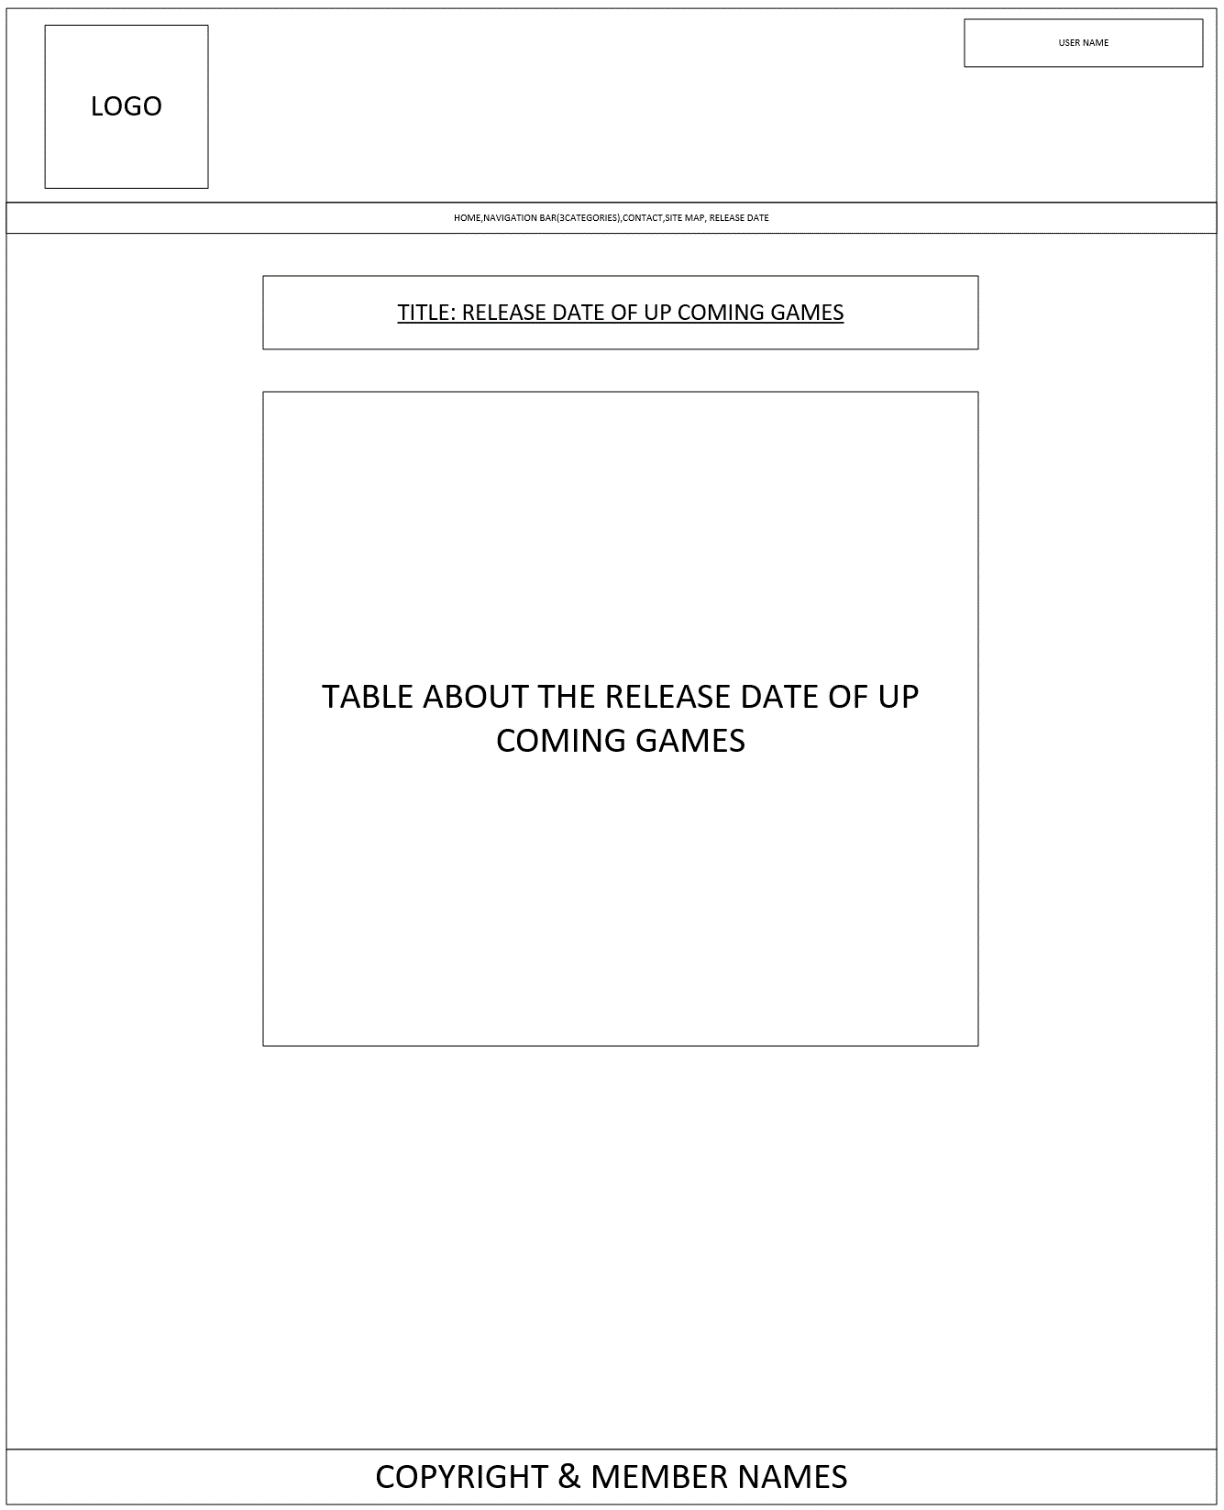 LOGO
USER NAME
HOME,NAVIGATION BAR(3CATEGORIES),CONTACT,SITE MAP, RELEASE DATE
TITLE: RELEASE DATE OF UP COMING GAMES
TABLE ABOUT THE RELEASE DATE OF UP
COMING GAMES
COPYRIGHT & MEMBER NAMES